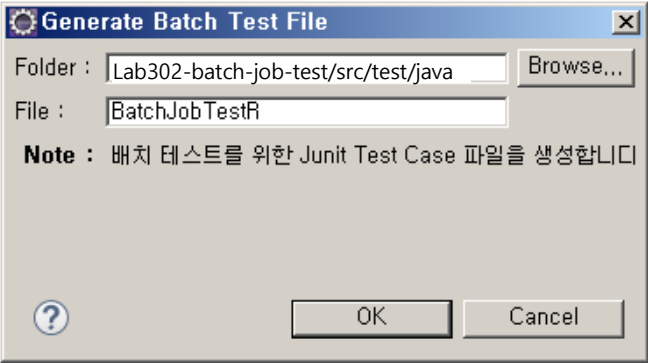 Generate Batch Test File
Folder : Lab302-batch-job-test/src/test/java Browse...
File : BatchJobTestR
Note : 배치 테스트를 위한 Junit Test Case 파일을 생성합니디
OK Cancel